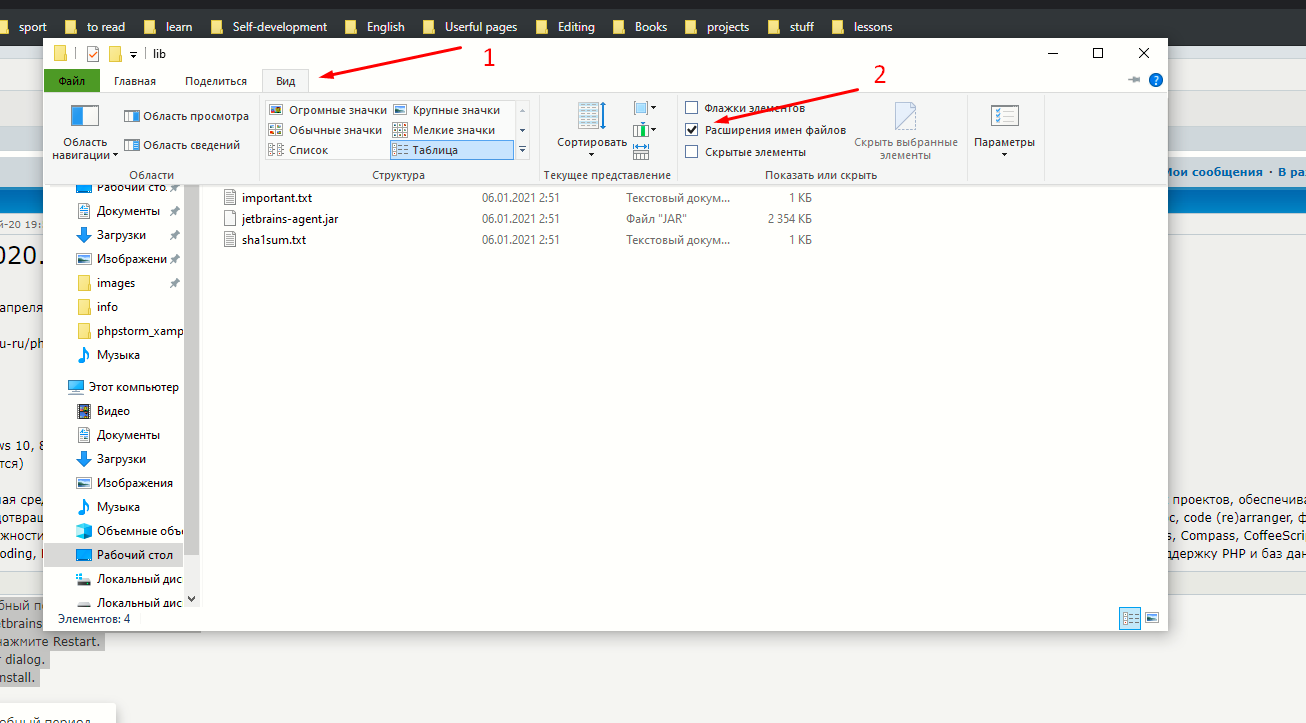 sport to read learn Self-development English Userful pages Editing Books projects stuff lessons
lib
1
Файл Главная Поделиться Вид
2
Область навигации
Область просмотра
Область сведений
Области
Огромные значки Крупные значки
Обычные значки Мелкие значки
Список Таблица
Структура
Сортировать
Текущее представление
Флажки элементов
Расширения имен файлов
Скрытые элементы
Скрыть выбранные
элементы
Показать или скрыть
Параметры
Мои сообщения · В ра
й-20 19:
020.
апреля
u-ru/ph
ws 10, 8
тся)
ная сред
дотвращ
жности
oding,
Рабочий сто.
Документы
Загрузки
Изображени
images
info
phpstorm_xamp
Музыка
Этот компьютер
Видео
Документы
Загрузки
Изображения
Музыка
Объемные объ
Рабочий стол
Локальный дис
Локальный дис
important.txt 06.01.2021 2:51 Текстовый докум... 1 КБ
jetbrains-agent.jar 06.01.2021 2:51 Файл "JAR" 2 354 КБ
sha1sum.txt 06.01.2021 2:51 Текстовый докум... 1 КБ
Элементов: 4
проектов, обеспечива
с, code (re)arranger, ф
s, Compass, CoffeeScrip
ддержку PHP и баз дан
бный п
etbrains
нажмите Restart.
r dialog.
nstall.
обный период